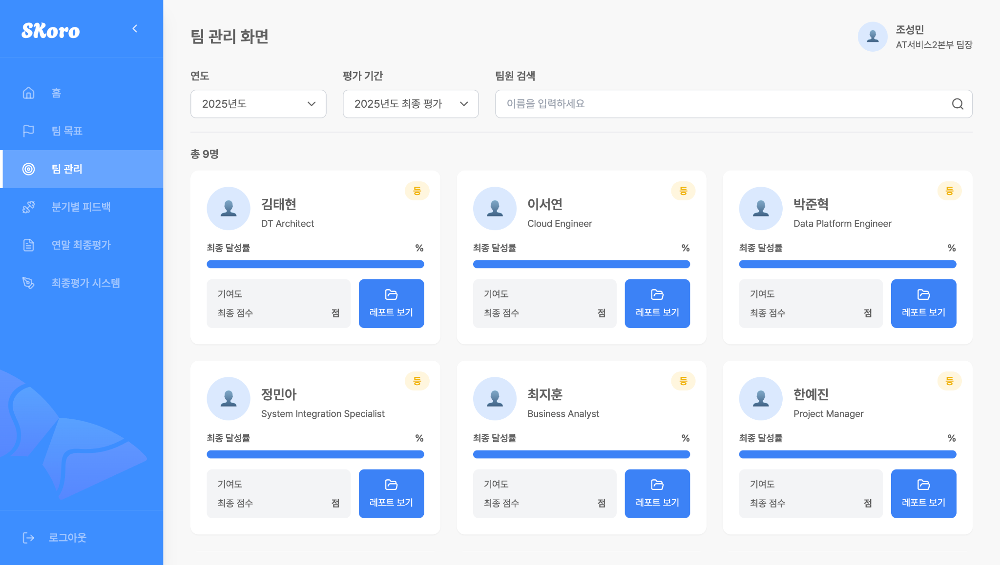 SKoro
홈
팀 목표
팀 관리
분기별 피드백
연말 최종평가
최종평가 시스템
로그아웃
팀 관리 화면
조성민
AT서비스2본부 팀장
연도
평가 기간
팀원 검색
2025년도
2025년도 최종 평가
이름을 입력하세요
총 9명
등
김태현
DT Architect
최종 달성률 %
기여도
최종 점수 점
레포트 보기
등
이서연
Cloud Engineer
최종 달성률 %
기여도
최종 점수 점
레포트 보기
등
박준혁
Data Platform Engineer
최종 달성률 %
기여도
최종 점수 점
레포트 보기
등
정민아
System Integration Specialist
최종 달성률 %
기여도
최종 점수 점
레포트 보기
등
최지훈
Business Analyst
최종 달성률 %
기여도
최종 점수 점
레포트 보기
등
한예진
Project Manager
최종 달성률 %
기여도
최종 점수 점
레포트 보기